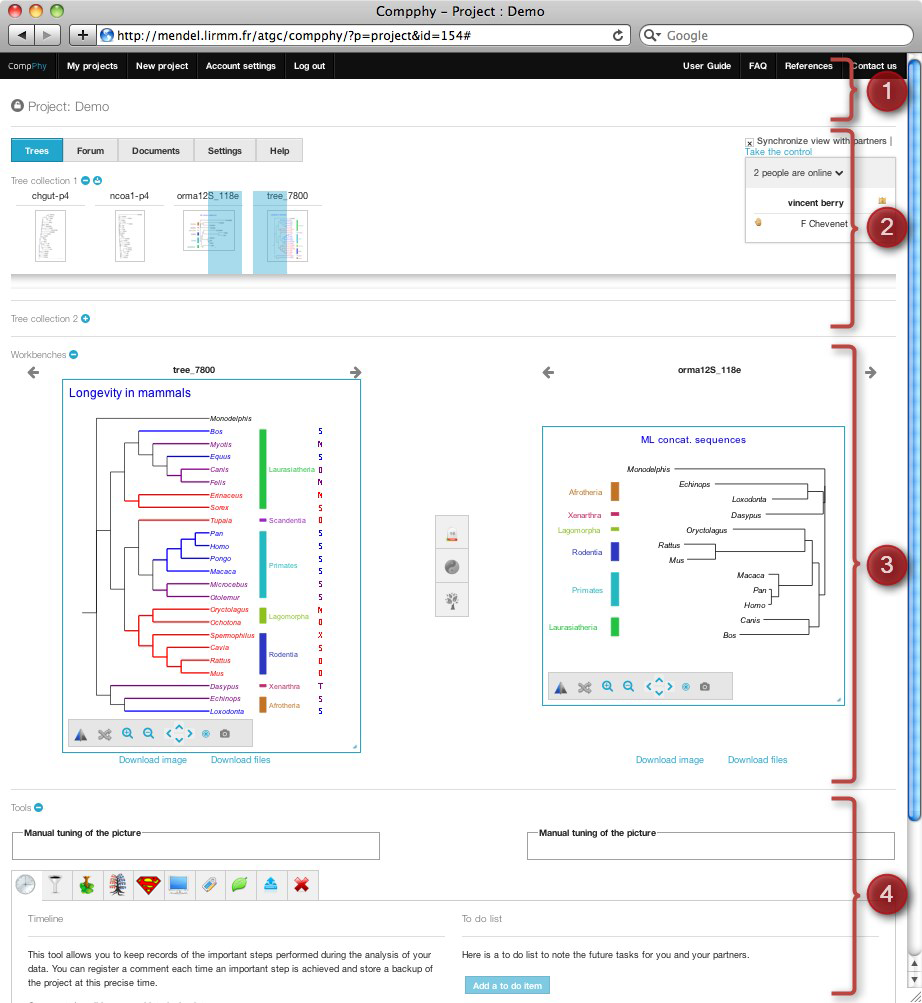 Compphy – Project : Demo
http://mendel.lirmm.fr/atgc/compphy/?p=project&id=154#
Google
CompPhy My projects New project Account settings Log out User Guide FAQ References Contact us
1
Project: Demo
Trees Forum Documents Settings Help
Synchronize view with partners |
Take the control
2 people are online
vincent berry
F Chevenet
2
Tree collection 1
chgut-p4 ncoa1-p4 orma12S_118e tree_7800
Tree collection 2
Workbenches
tree_7800
Longevity in mammals
Monodelphis
Bos S
Myotis M
Equus S
Canis
Laurasiatheria
Felis
Erinaceus
Sorex S
Tupaia
Scandentia
Pan S
Homo S
Pongo S
Primates
Macaca S
Microcebus S
Otolemur S
Oryctolagus
Lagomorpha
Ochotona
Spermophilus X
Cavia S
Rodentia
Rattus
Mus
Dasypus Xenarthra T
Echinops S
Afrotheria
Loxodonta S
Download image Download files
orma12S_118e
ML concat. sequences
Monodelphis
Echinops
Afrotheria
Loxodonta
Xenarthra
Dasypus
Lagomorpha
Oryctolagus
Rattus
Rodentia
Mus
Macaca
Primates
Pan
Homo
Canis
Laurasiatheria
Bos
Download image Download files
3
Tools
Manual tuning of the picture
Manual tuning of the picture
4
Timeline
This tool allows you to keep records of the important steps performed during the analysis of your
data. You can register a comment each time an important step is achieved and store a backup of
the project at this precise time.
To do list
Here is a to do list to note the future tasks for you and your partners.
Add a to do item